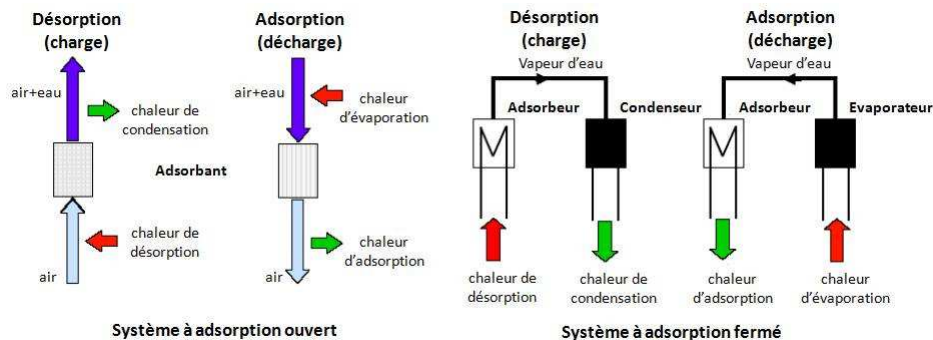 Désorption
(charge)
air+eau
chaleur de
condensation
Adsorbant
chaleur de
désorption
air
Adsorption
(décharge)
air+eau
chaleur
d'évaporation
chaleur
d'adsorption
air
Système à adsorption ouvert
Désorption
(charge)
Vapeur d'eau
Adsorbeur
Condenseur
chaleur de
désorption
chaleur de
condensation
Adsorption
(décharge)
Vapeur d'eau
Adsorbeur
Evaporateur
chaleur
d'adsorption
chaleur
d'évaporation
Système à adsorption fermé